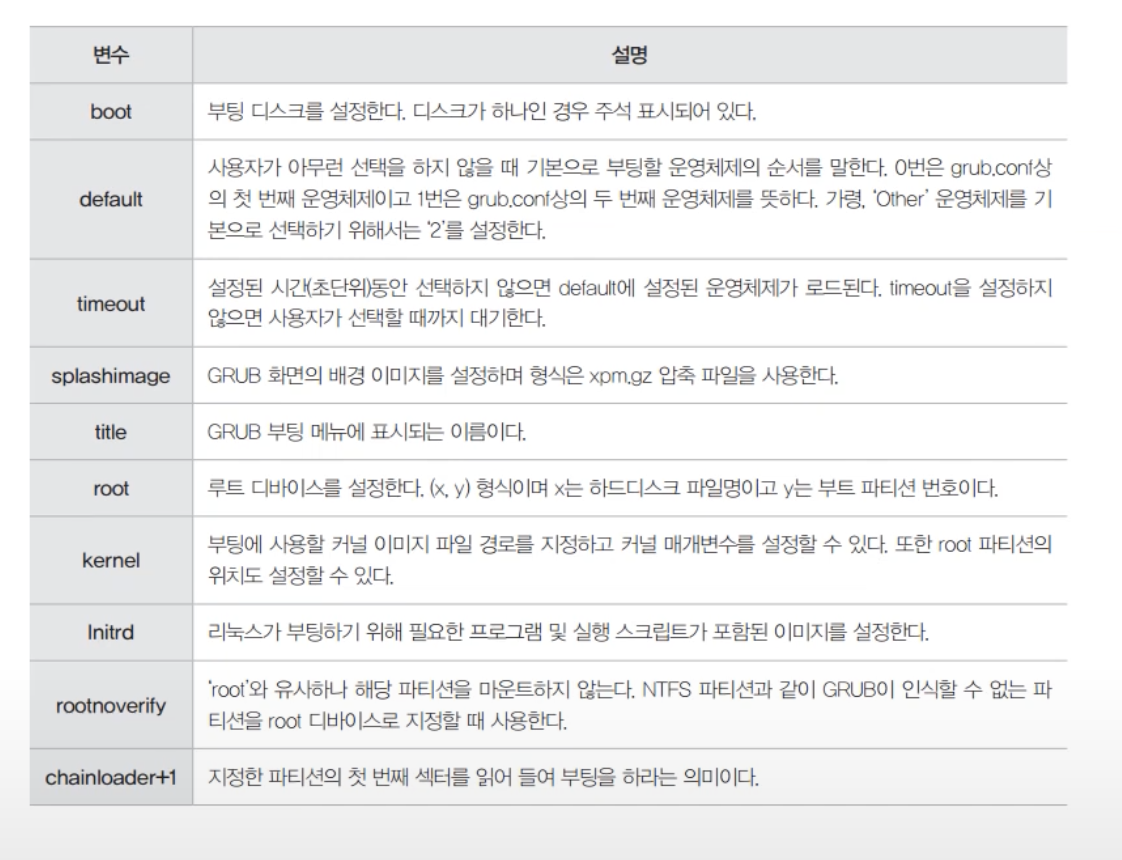 변수
설명
boot
부팅 디스크를 설정한다. 디스크가 하나인 경우 주석 표시되어 있다.
default
사용자가 아무런 선택을 하지 않을 때 기본으로 부팅할 운영체제의 순서를 말한다. 0번은 grub.conf상
의 첫 번째 운영체제이고 1번은 grub.conf상의 두 번째 운영체제를 뜻하다. 가령, ‘Other’ 운영체제를 기
본으로 선택하기 위해서는 ‘2’를 설정한다.
timeout
설정된 시간(초단위)동안 선택하지 않으면 default에 설정된 운영체제가 로드된다. timeout을 설정하지
않으면 사용자가 선택할 때까지 대기한다.
splashimage
GRUB 화면의 배경 이미지를 설정하며 형식은 xpm.gz 압축 파일을 사용한다.
title
GRUB 부팅 메뉴에 표시되는 이름이다.
root
루트 디바이스를 설정한다. (x, y) 형식이며 x는 하드디스크 파일명이고 y는 부트 파티션 번호이다.
kernel
부팅에 사용할 커널 이미지 파일 경로를 지정하고 커널 매개변수를 설정할 수 있다. 또한 root 파티션의
위치도 설정할 수 있다.
Initrd
리눅스가 부팅하기 위해 필요한 프로그램 및 실행 스크립트가 포함된 이미지를 설정한다.
rootnoverify
‘root’와 유사하나 해당 파티션을 마운트하지 않는다. NTFS 파티션과 같이 GRUB이 인식할 수 없는 파
티션을 root 디바이스로 지정할 때 사용한다.
chainloader+1
지정한 파티션의 첫 번째 섹터를 읽어 들여 부팅을 하라는 의미이다.